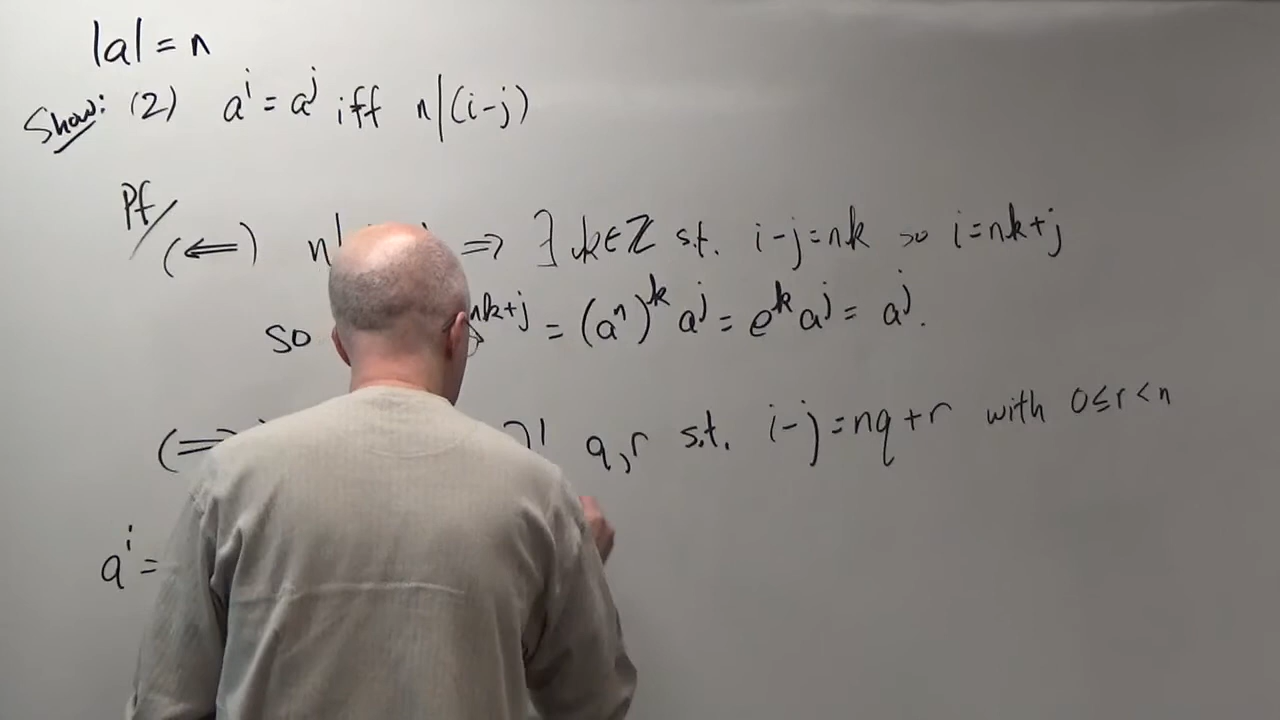 |a| = n
Show: (2) a^i = a^j iff n|(i-j)
Pf/
(⇐) n| ⇒ ∃ k∈ℤ s.t. i-j=nk so i=nk+j
so nk+j = (a^n)^k a^j = e^k a^j = a^j.
(⇒ ! q,r s.t. i-j=nq+r with 0≤r<n
a^i =